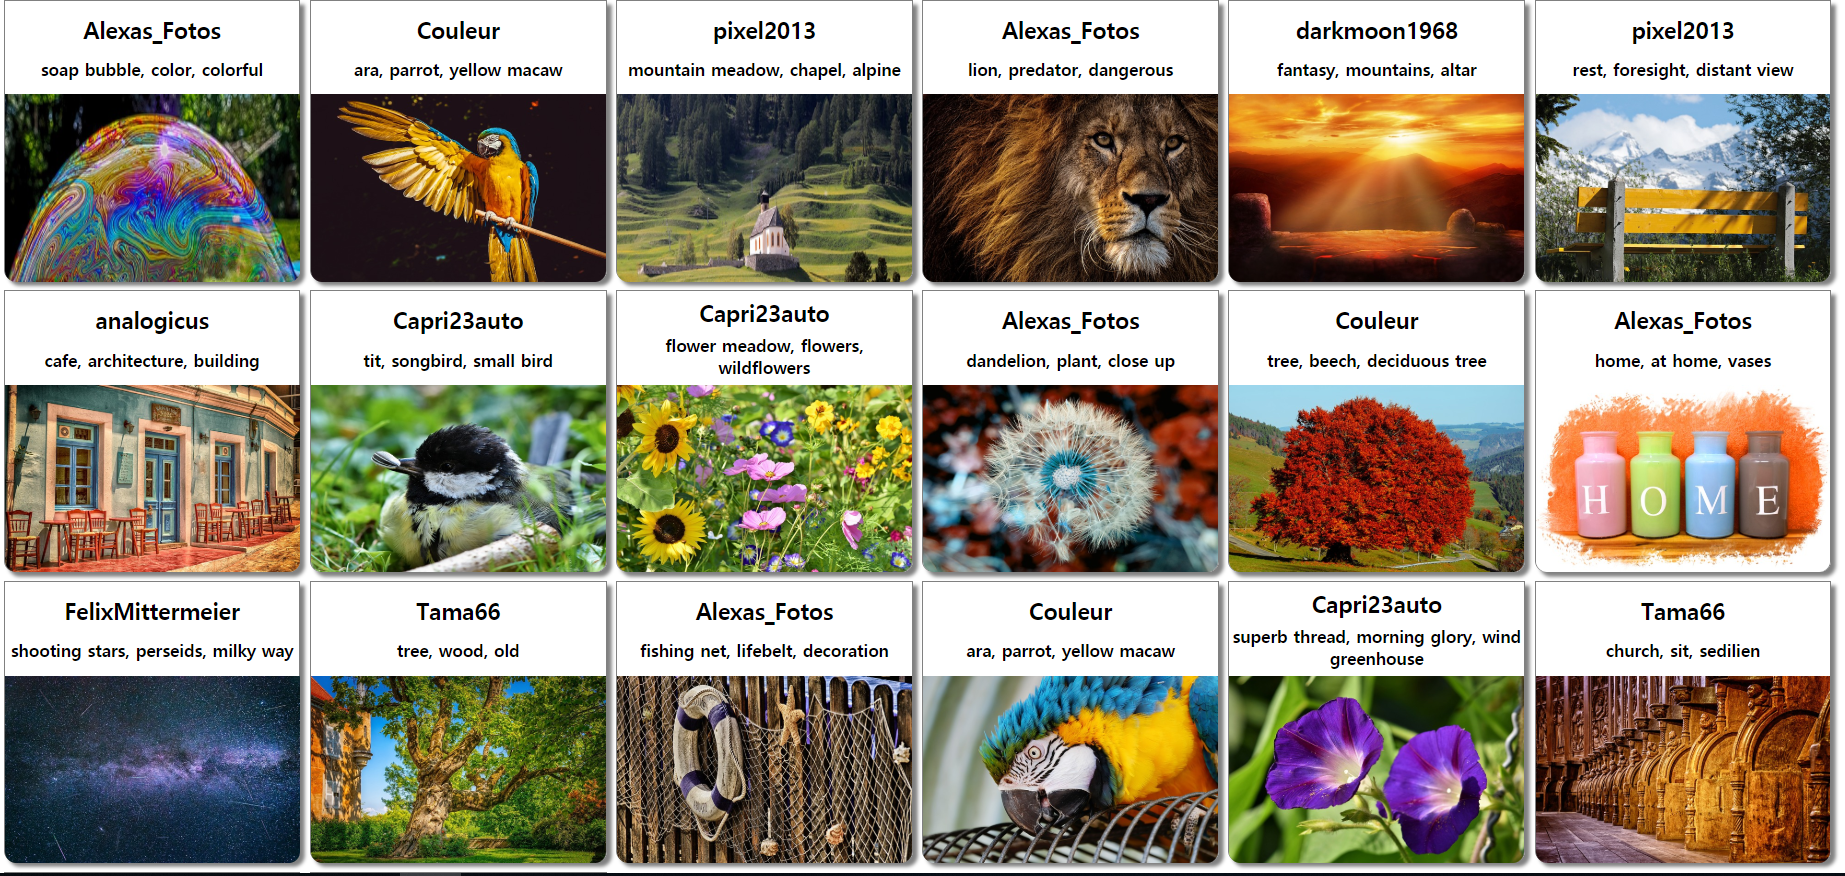 Alexas_Fotos
soap bubble, color, colorful
Couleur
ara, parrot, yellow macaw
pixel2013
mountain meadow, chapel, alpine
Alexas_Fotos
lion, predator, dangerous
darkmoon1968
fantasy, mountains, altar
pixel2013
rest, foresight, distant view
analogicus
cafe, architecture, building
Capri23auto
tit, songbird, small bird
Capri23auto
flower meadow, flowers,
wildflowers
Alexas_Fotos
dandelion, plant, close up
Couleur
tree, beech, deciduous tree
Alexas_Fotos
home, at home, vases
H O M E
FelixMittermeier
shooting stars, perseids, milky way
Tama66
tree, wood, old
Alexas_Fotos
fishing net, lifebelt, decoration
Couleur
ara, parrot, yellow macaw
Capri23auto
superb thread, morning glory, wind
greenhouse
Tama66
church, sit, sedilien